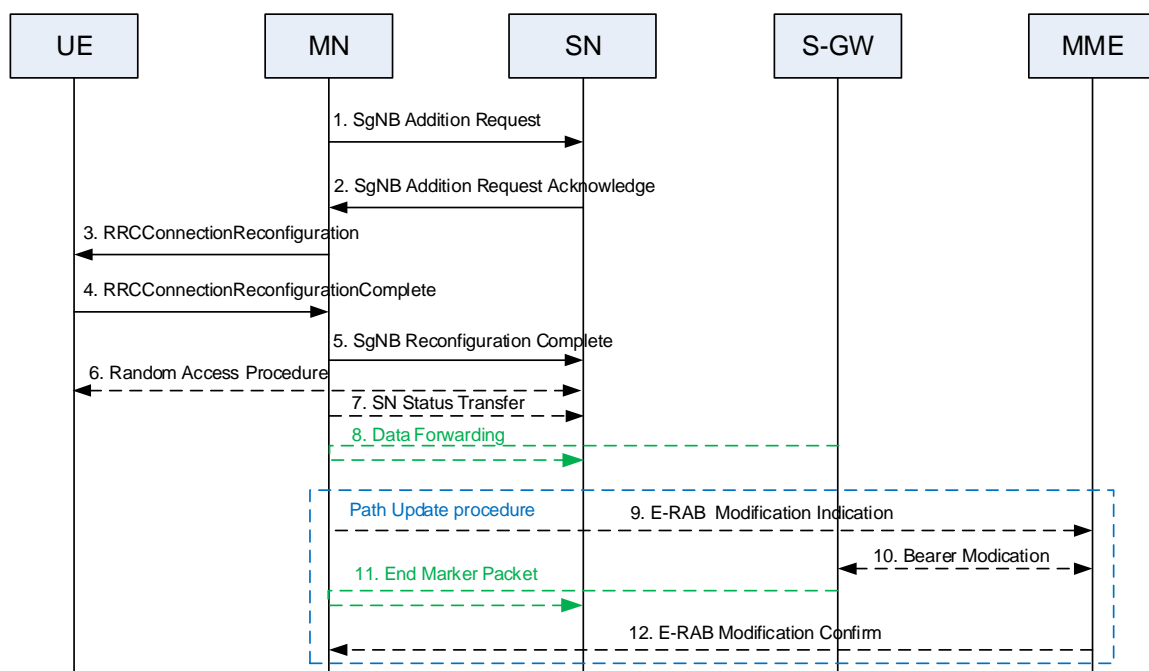 UE
MN
SN
S-GW
MME
1. SgNB Addition Request
2. SgNB Addition Request Acknowledge
3. RRCConnectionReconfiguration
4. RRCConnectionReconfigurationComplete
5. SgNB Reconfiguration Complete
6. Random Access Procedure
7. SN Status Transfer
8. Data Forwarding
Path Update procedure
9. E-RAB Modification Indication
10. Bearer Modication
11. End Marker Packet
12. E-RAB Modification Confirm